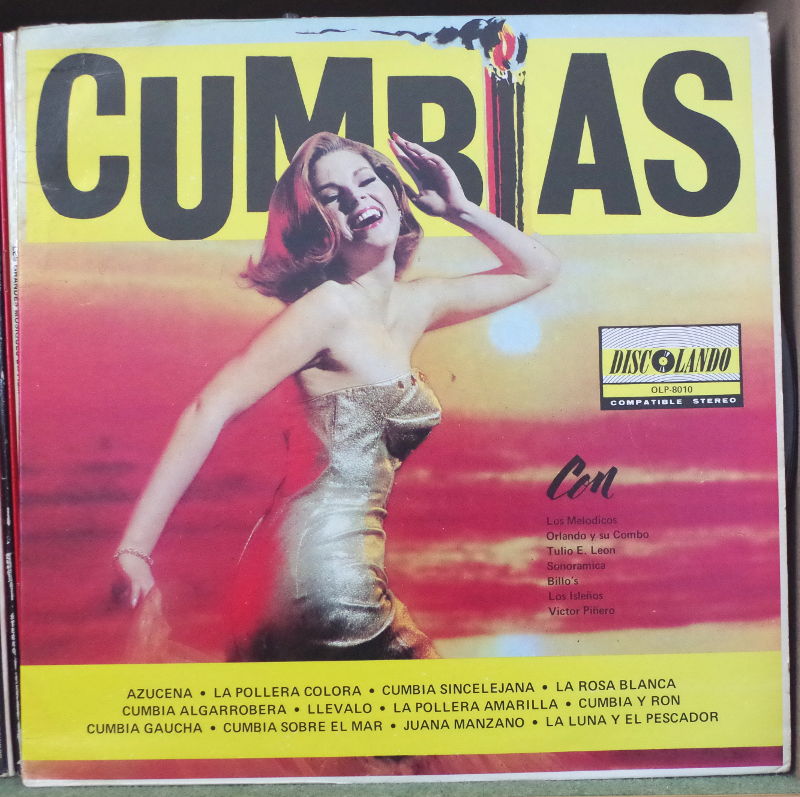 CUMBIAS
DISCOLANDO
OLP-8010
COMPATIBLE STEREO
Con
Los Melodicos
Orlando y su Combo
Tulio E. Leon
Sonoramica
Billo's
Los Isleños
Victor Piñero
AZUCENA • LA POLLERA COLORA • CUMBIA SINCELEJANA • LA ROSA BLANCA
CUMBIA ALGARROBERA • LLEVALO • LA POLLERA AMARILLA • CUMBIA Y RON
CUMBIA GAUCHA • CUMBIA SOBRE EL MAR • JUANA MANZANO • LA LUNA Y EL PESCADOR